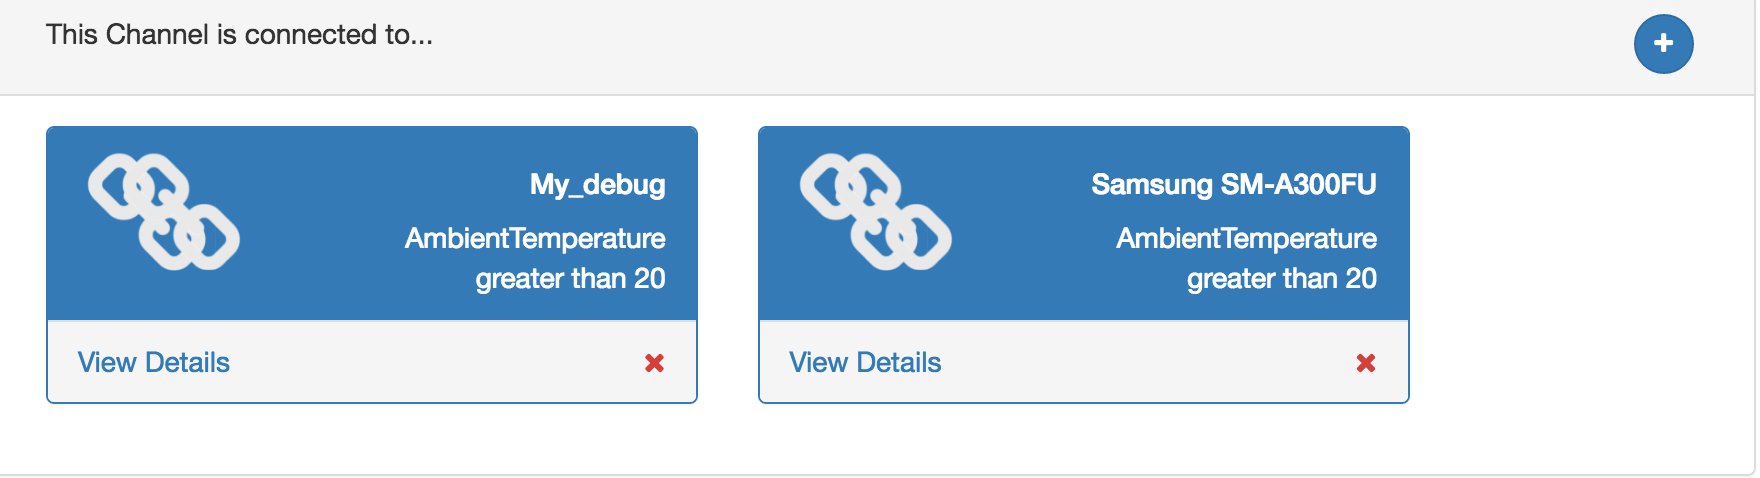 This Channel is connected to...
My_debug
AmbientTemperature
greater than 20
View Details
Samsung SM-A300FU
AmbientTemperature
greater than 20
View Details